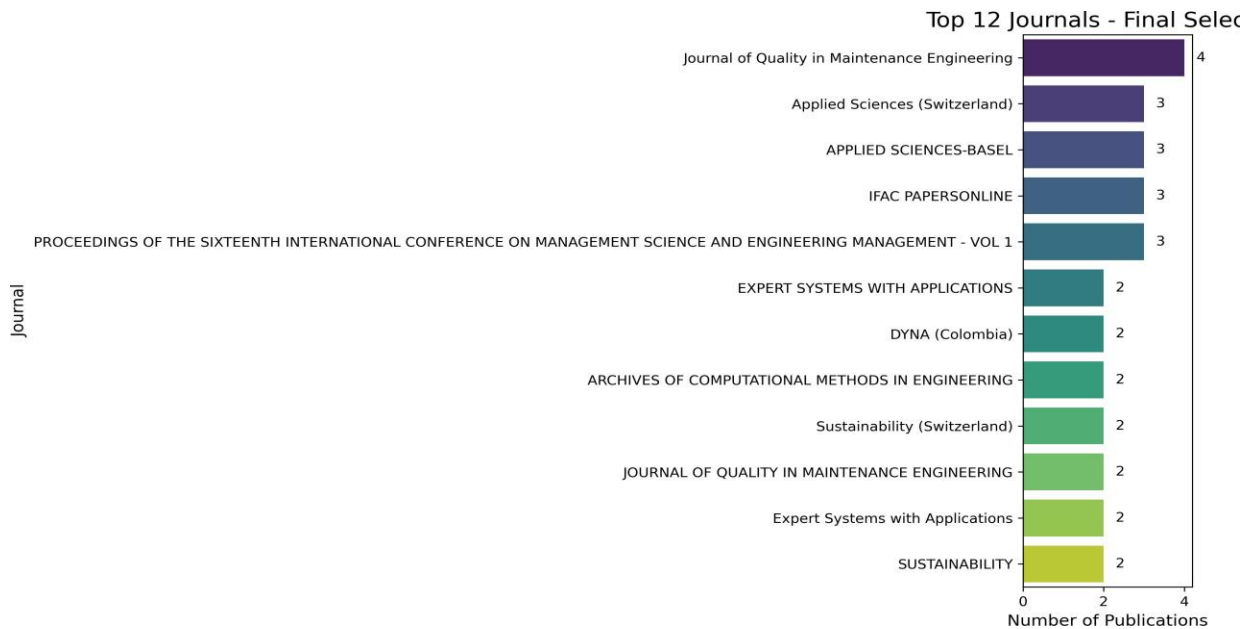 Top 12 Journals - Final Selec
Journal of Quality in Maintenance Engineering 4
Applied Sciences (Switzerland) 3
APPLIED SCIENCES-BASEL 3
IFAC PAPERSONLINE 3
PROCEEDINGS OF THE SIXTEENTH INTERNATIONAL CONFERENCE ON MANAGEMENT SCIENCE AND ENGINEERING MANAGEMENT - VOL 1 3
EXPERT SYSTEMS WITH APPLICATIONS 2
DYNA (Colombia) 2
ARCHIVES OF COMPUTATIONAL METHODS IN ENGINEERING 2
Sustainability (Switzerland) 2
JOURNAL OF QUALITY IN MAINTENANCE ENGINEERING 2
Expert Systems with Applications 2
SUSTAINABILITY 2
Journal
0 2 4
Number of Publications